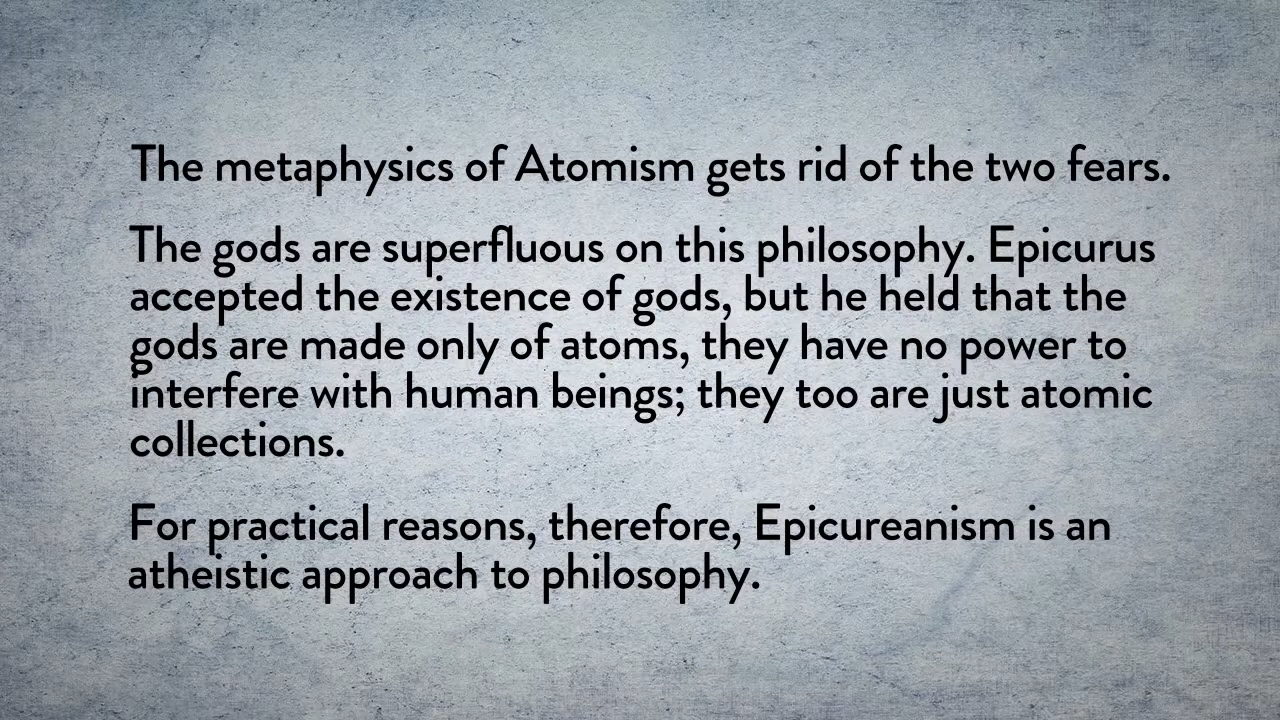 The metaphysics of Atomism gets rid of the two fears.
The gods are superfluous on this philosophy. Epicurus
accepted the existence of gods, but he held that the
gods are made only of atoms, they have no power to
interfere with human beings; they too are just atomic
collections.
For practical reasons, therefore, Epicureanism is an
atheistic approach to philosophy.